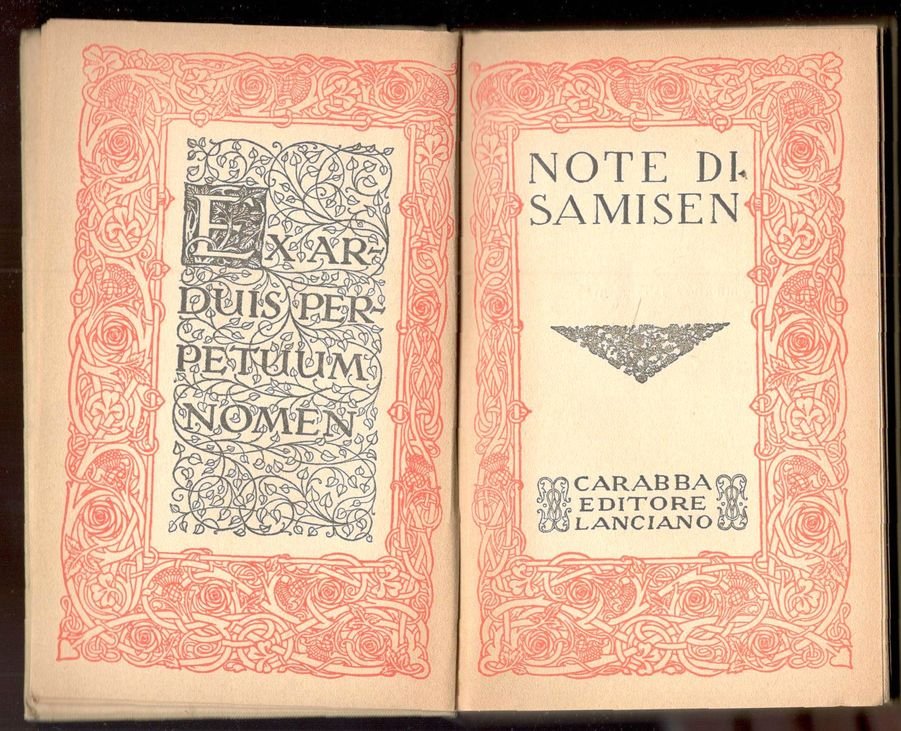 EX AR-
DUIS PER-
PETUUM
NOMEN
NOTE DI
SAMISEN
CARABBA
EDITORE
LANCIANO